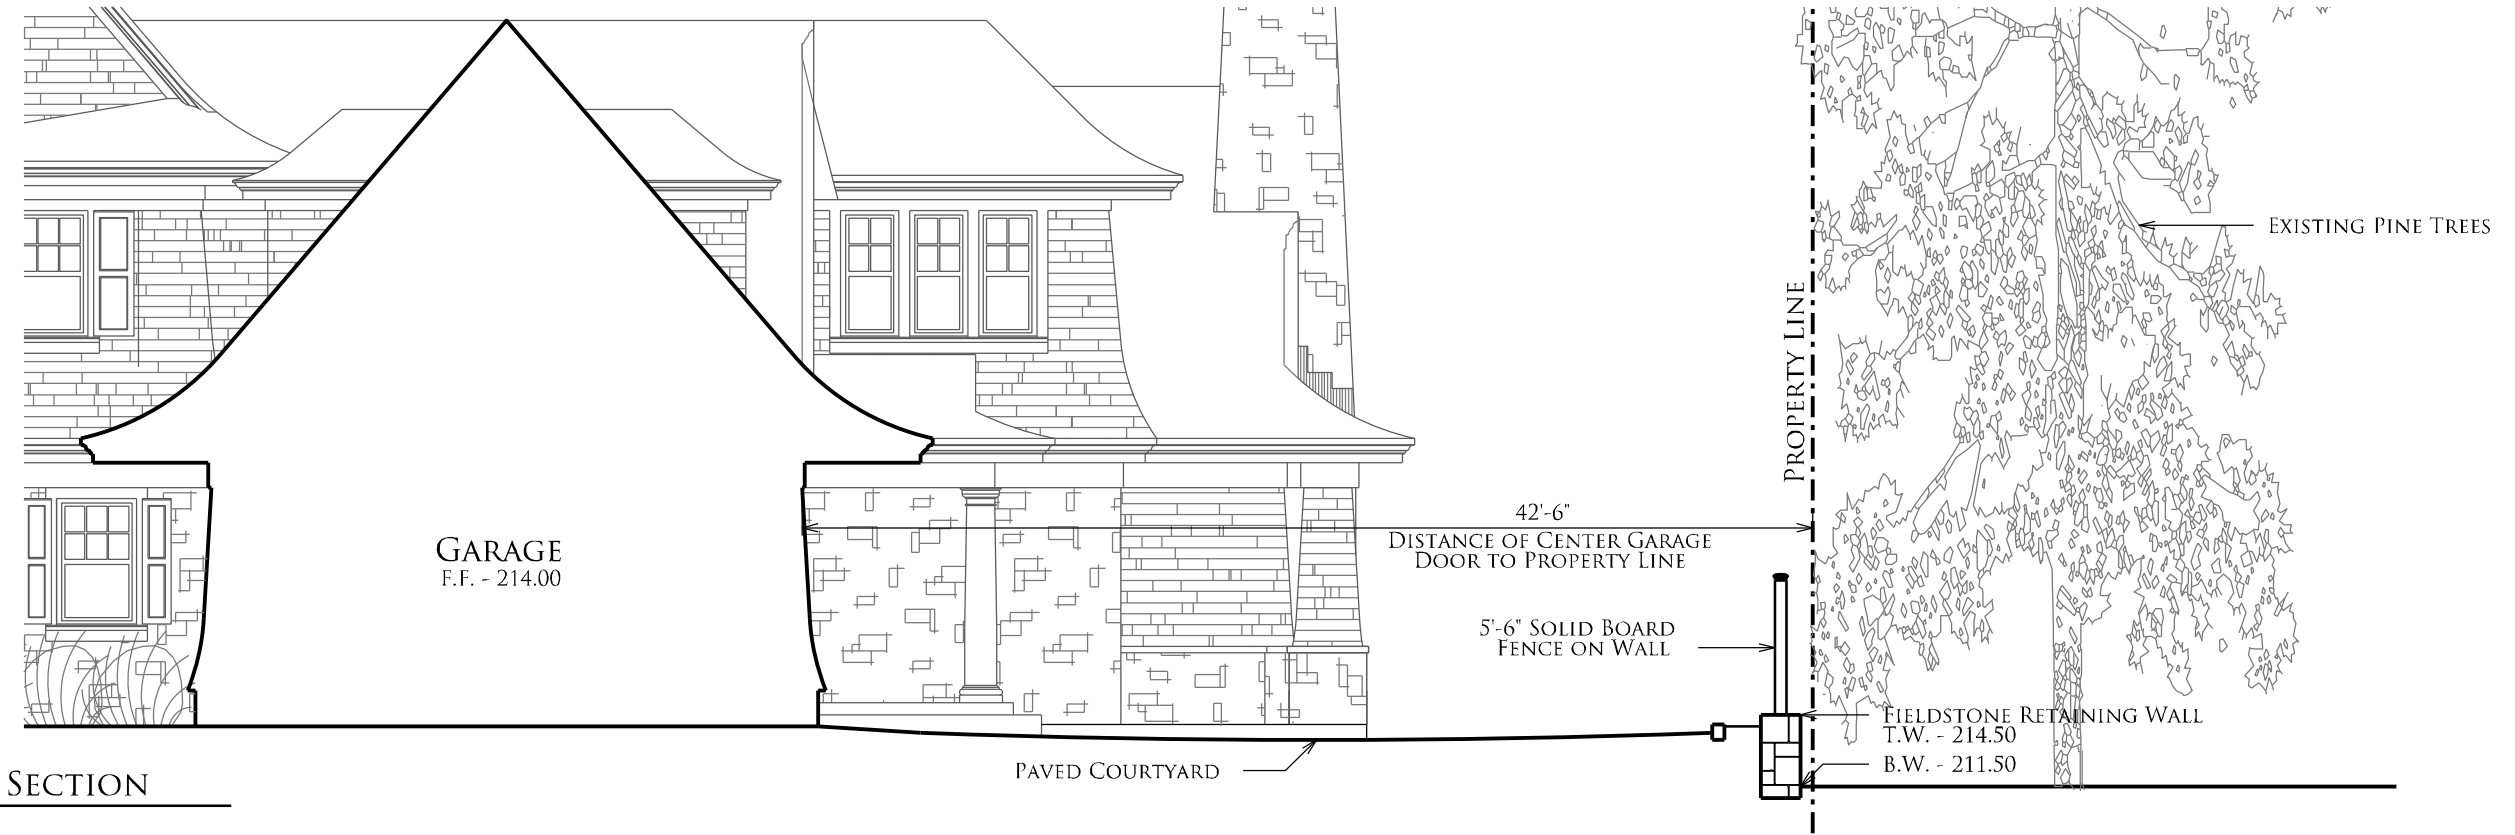 EXISTING PINE TREES
PROPERTY LINE
42'-6"
DISTANCE OF CENTER GARAGE
DOOR TO PROPERTY LINE
GARAGE
F.F. - 214.00
5'-6" SOLID BOARD
FENCE ON WALL
FIELDSTONE RETAINING WALL
T.W. - 214.50
B.W. - 211.50
PAVED COURTYARD
SECTION